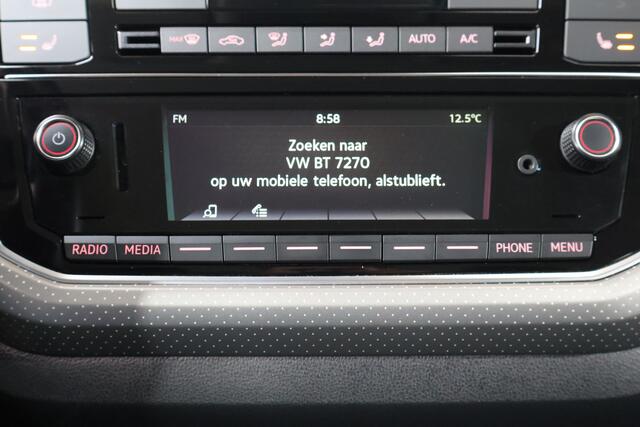 MAX
AUTO
A/C
FM
8:58
12.5°C
Zoeken naar
VW BT 7270
op uw mobiele telefoon, alstublieft.
RADIO
MEDIA
PHONE
MENU